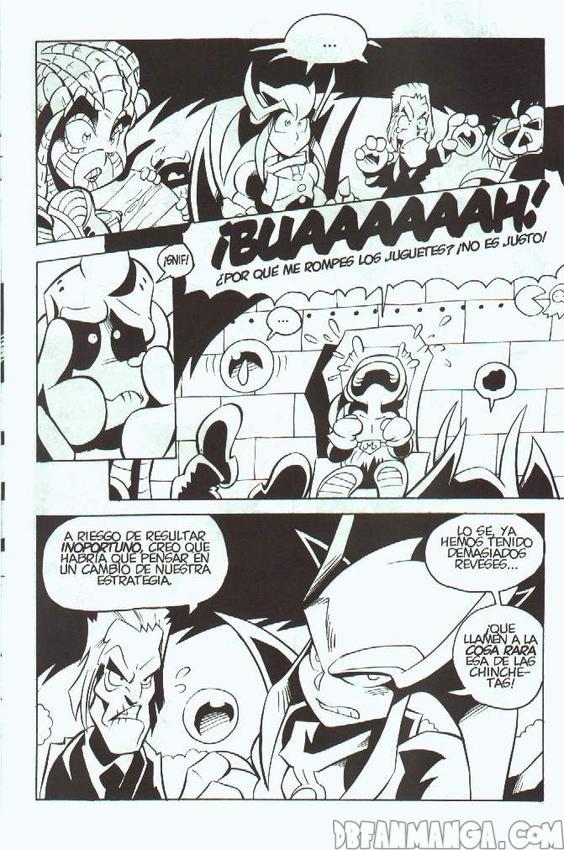 ...
¡BUAAAAAAAH!
¿POR QUÉ ME ROMPES LOS JUGUETES? ¡NO ES JUSTO!
¡SNIF!
...
A RIESGO DE RESULTAR
INOPORTUNO, CREO QUE
HABRÍA QUE PENSAR EN
UN CAMBIO DE NUESTRA
ESTRATEGIA.
LO SE, YA
HEMOS TENIDO
DEMASIADOS
REVESES...
¡QUE
LLAMEN A LA
COSA RARA
ESA DE LAS
CHINCHE-
TAS!
DBFANMANGA.COM